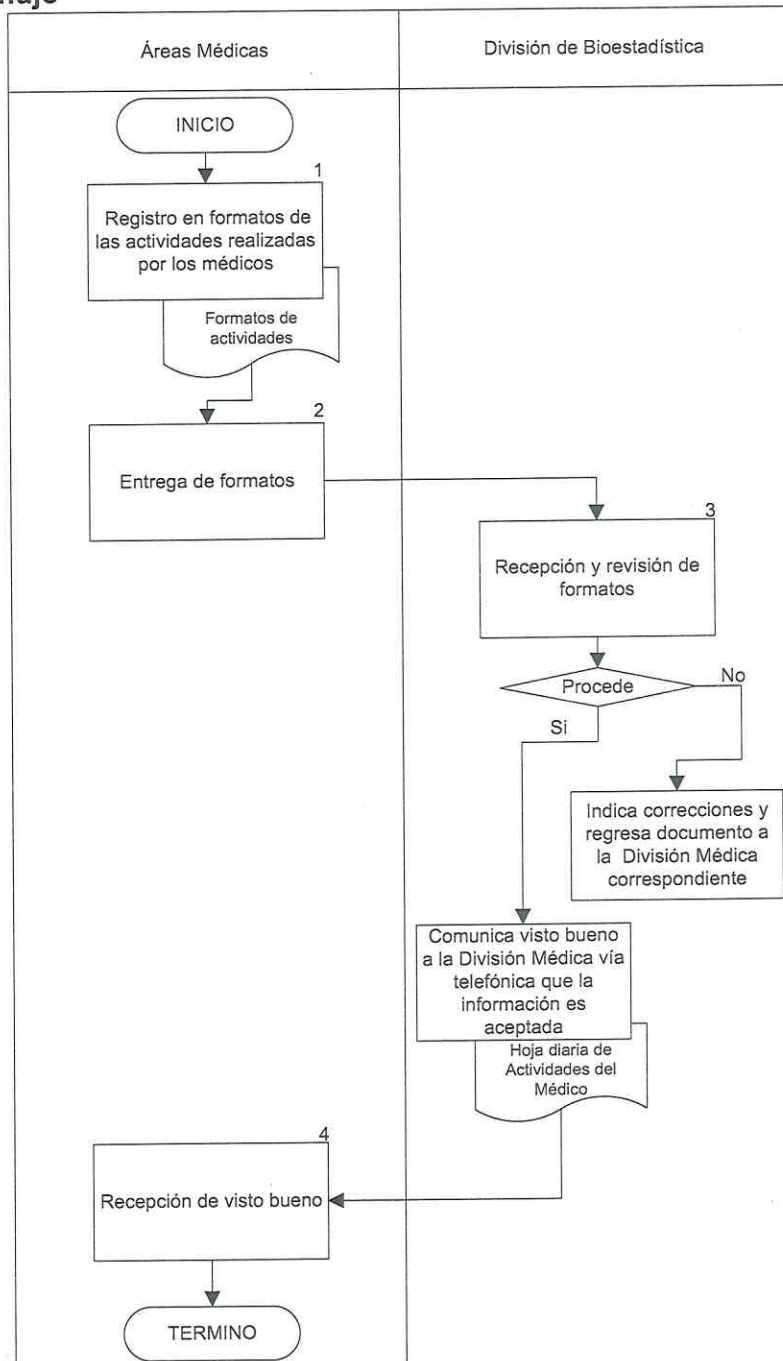 Áreas Médicas
División de Bioestadística
INICIO
1
Registro en formatos de
las actividades realizadas
por los médicos
Formatos de
actividades
2
Entrega de formatos
3
Recepción y revisión de
formatos
Procede
No
Si
Indica correcciones y
regresa documento a
la División Médica
correspondiente
Comunica visto bueno
a la División Médica vía
telefónica que la
información es
aceptada
Hoja diaria de
Actividades del
Médico
4
Recepción de visto bueno
TERMINO